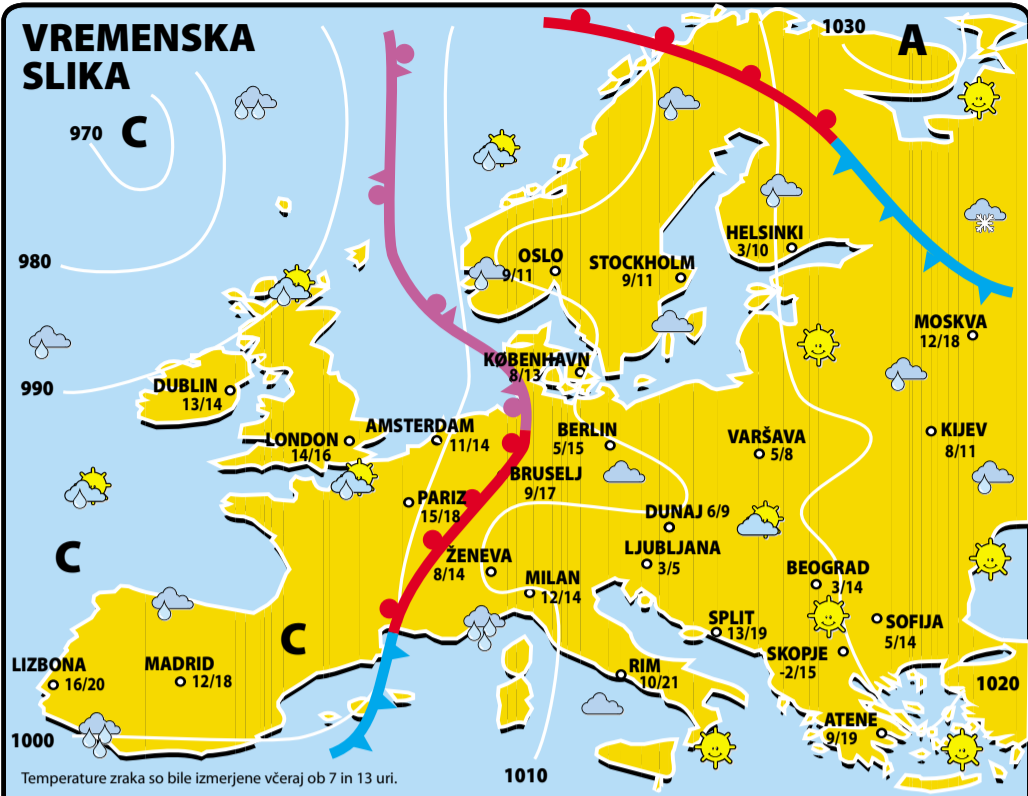 VREMENSKA
SLIKA
1030
A
970 C
980
HELSINKI
3/10
OSLO
9/11
STOCKHOLM
9/11
MOSKVA
12/18
990
KØBENHAVN
8/13
DUBLIN
13/14
LONDON
14/16
AMSTERDAM
11/14
BERLIN
5/15
VARŠAVA
5/8
KIJEV
8/11
BRUSELJ
9/17
PARIZ
15/18
DUNAJ 6/9
C
ŽENEVA
8/14
LJUBLJANA
3/5
MILAN
12/14
BEOGRAD
3/14
C
SPLIT
13/19
SOFIJA
5/14
SKOPJE
-2/15
LIZBONA
16/20
MADRID
12/18
RIM
10/21
1020
ATENE
9/19
1000
1010
Temperature zraka so bile izmerjene včeraj ob 7 in 13 uri.